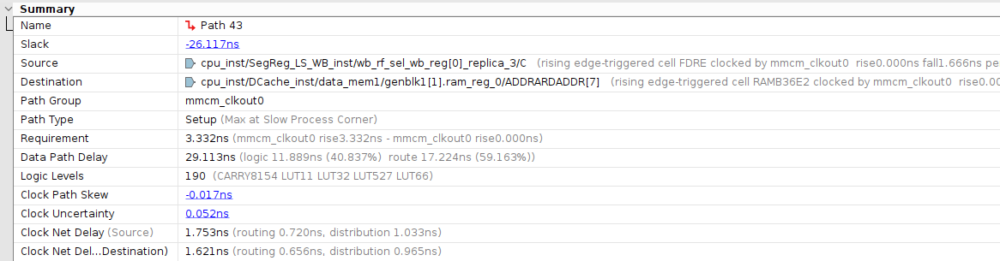 Summary
Name Path 43
Slack -26.117ns
Source cpu_inst/SegReg_LS_WB_inst/wb_rf_sel_wb_reg[0]_replica_3/C (rising edge-triggered cell FDRE clocked by mmcm_clkout0 rise0.000ns fall1.666ns pe
Destination cpu_inst/DCache_inst/data_mem1/genblk1[1].ram_reg_0/ADDRARDADDR[7] (rising edge-triggered cell RAMB36E2 clocked by mmcm_clkout0 rise0.00
Path Group mmcm_clkout0
Path Type Setup (Max at Slow Process Corner)
Requirement 3.332ns (mmcm_clkout0 rise3.332ns - mmcm_clkout0 rise0.000ns)
Data Path Delay 29.113ns (logic 11.889ns (40.837%) route 17.224ns (59.163%))
Logic Levels 190 (CARRY8154 LUT11 LUT32 LUT527 LUT66)
Clock Path Skew -0.017ns
Clock Uncertainty 0.052ns
Clock Net Delay (Source) 1.753ns (routing 0.720ns, distribution 1.033ns)
Clock Net Del...Destination) 1.621ns (routing 0.656ns, distribution 0.965ns)